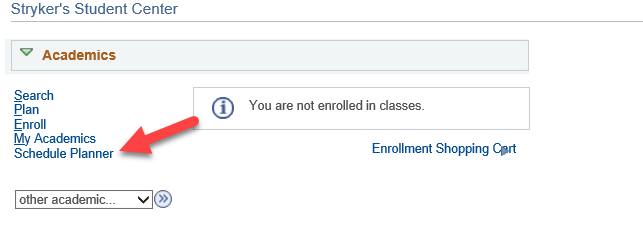 Stryker's Student Center
Academics
Search
Plan
Enroll
My Academics
Schedule Planner
You are not enrolled in classes.
Enrollment Shopping Cart
other academic...